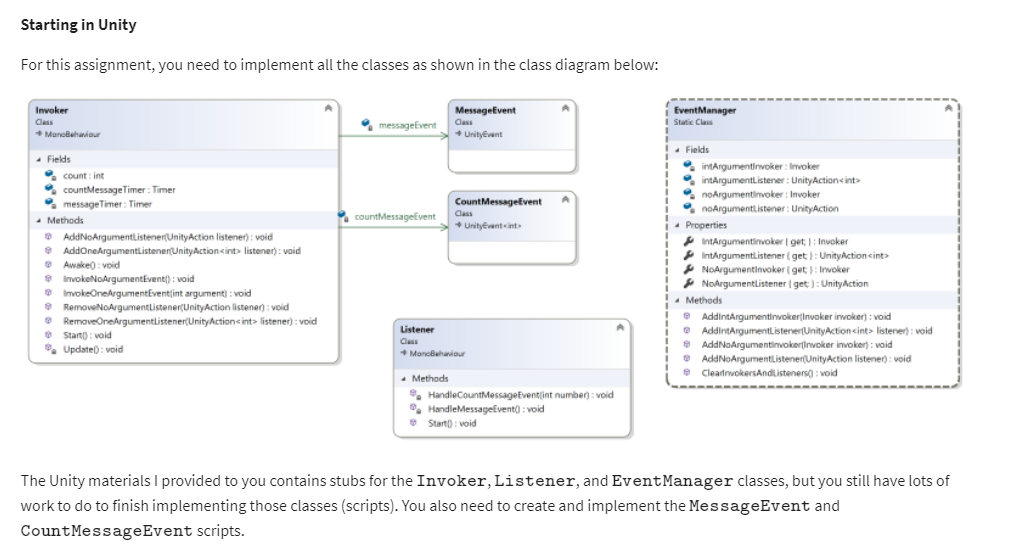 Starting in Unity
For this assignment, you need to implement all the classes as shown in the class diagram below:
Invoker
Class
MonoBehaviour
Fields
count : int
countMessageTimer : Timer
messageTimer : Timer
Methods
AddNoArgumentListener(UnityAction listener) : void
AddOneArgumentListener(UnityAction<int> listener) : void
Awake() : void
InvokeNoArgumentEvent() : void
InvokeOneArgumentEvent(int argument) : void
RemoveNoArgumentListener(UnityAction listener) : void
RemoveOneArgumentListener(UnityAction<int> listener) : void
Start() : void
Update() : void
messageEvent
countMessageEvent
MessageEvent
Class
UnityEvent
CountMessageEvent
Class
UnityEvent<int>
Listener
Class
MonoBehaviour
Methods
HandleCountMessageEvent(int number) : void
HandleMessageEvent() : void
Start() : void
EventManager
Static Class
Fields
intArgumentInvoker : Invoker
intArgumentListener : UnityAction<int>
noArgumentInvoker : Invoker
noArgumentListener : UnityAction
Properties
IntArgumentInvoker { get; } : Invoker
IntArgumentListener { get; } : UnityAction<int>
NoArgumentInvoker { get; } : Invoker
NoArgumentListener { get; } : UnityAction
Methods
AddIntArgumentInvoker(Invoker invoker) : void
AddIntArgumentListener(UnityAction<int> listener) : void
AddNoArgumentInvoker(Invoker invoker) : void
AddNoArgumentListener(UnityAction listener) : void
ClearInvokersAndListeners() : void
The Unity materials I provided to you contains stubs for the Invoker, Listener, and EventManager classes, but you still have lots of
work to do to finish implementing those classes (scripts). You also need to create and implement the MessageEvent and
CountMessageEvent scripts.